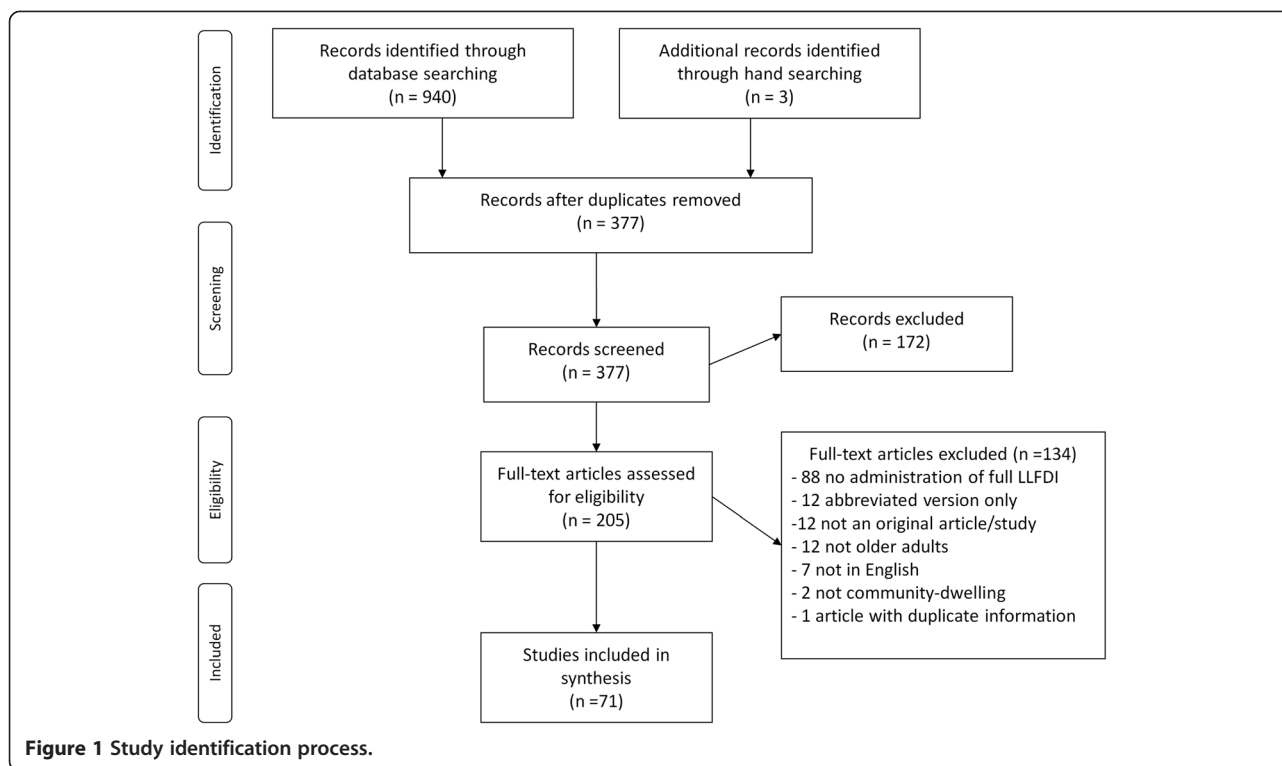 Identification
Records identified through
database searching
(n = 940)
Additional records identified
through hand searching
(n = 3)
Records after duplicates removed
(n = 377)
Screening
Records screened
(n = 377)
Records excluded
(n = 172)
Eligibility
Full-text articles assessed
for eligibility
(n = 205)
Full-text articles excluded (n =134)
- 88 no administration of full LLFDI
- 12 abbreviated version only
-12 not an original article/study
- 12 not older adults
- 7 not in English
- 2 not community-dwelling
- 1 article with duplicate information
Included
Studies included in
synthesis
(n =71)
Figure 1 Study identification process.